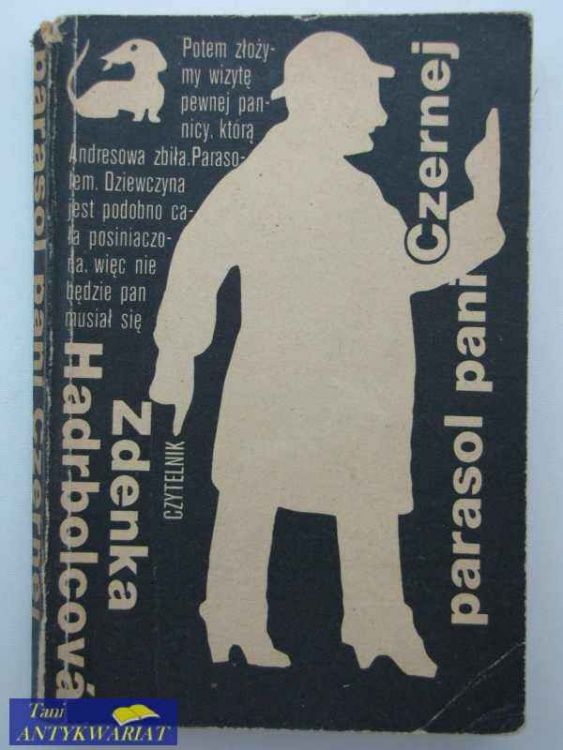 Potem złoży-
my wizytę
pewnej pan-
nicy, którą
Andresowa zbiła. Paraso-
lem. Dziewczyna
jest podobno ca-
ła posiniaczo-
na, więc nie
będzie pan
musiał się
parasol pani Czernej
Zdenka
Hadrbolcová
CZYTELNIK
parasol pani Czernej
Tani
ANTYKWARIAT